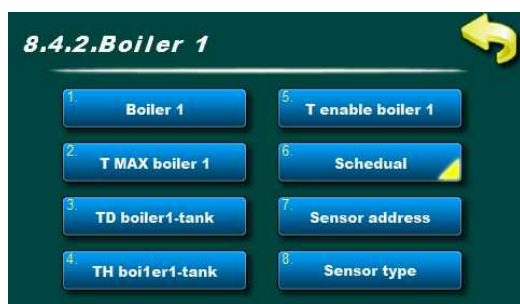 8.4.2.Boiler 1
1. Boiler 1
2. T MAX boiler 1
3. TD boiler1-tank
4. TH boi1er1-tank
5. T enable boiler 1
6. Schedual
7. Sensor address
8. Sensor type